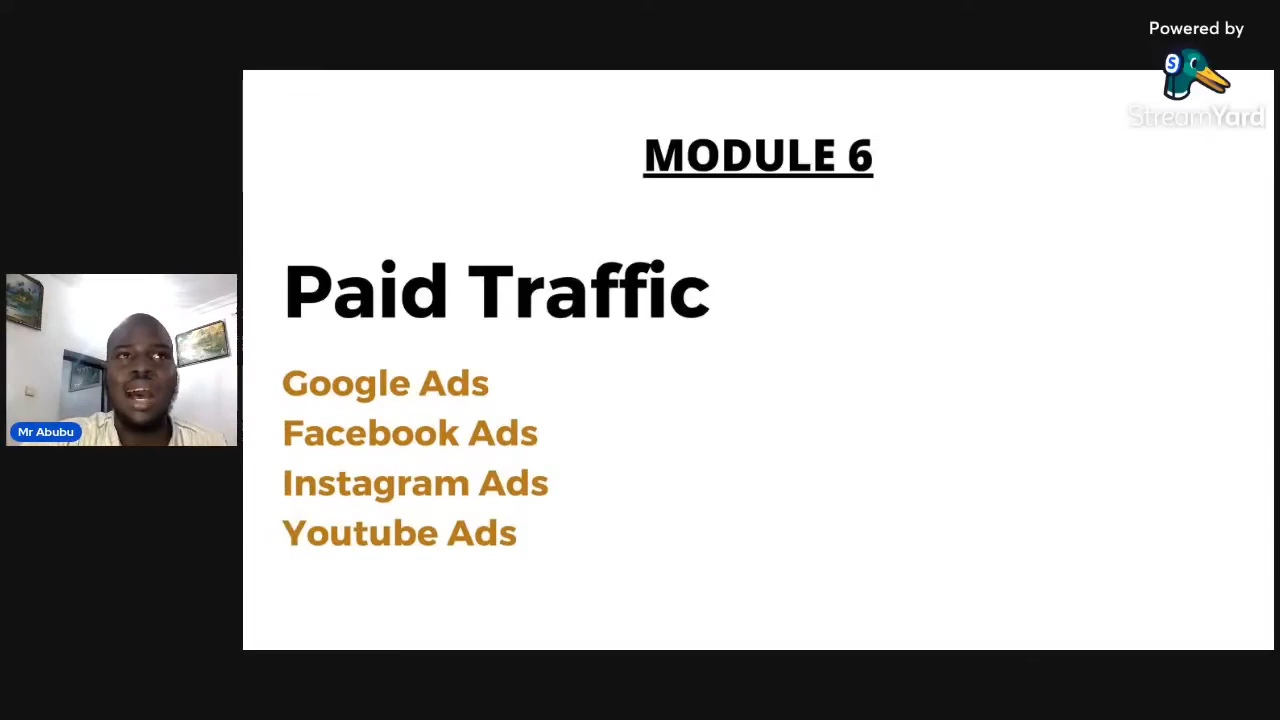 Powered by
S
StreamYard
MODULE 6
Paid Traffic
Google Ads
Facebook Ads
Instagram Ads
Youtube Ads
Mr Abubu